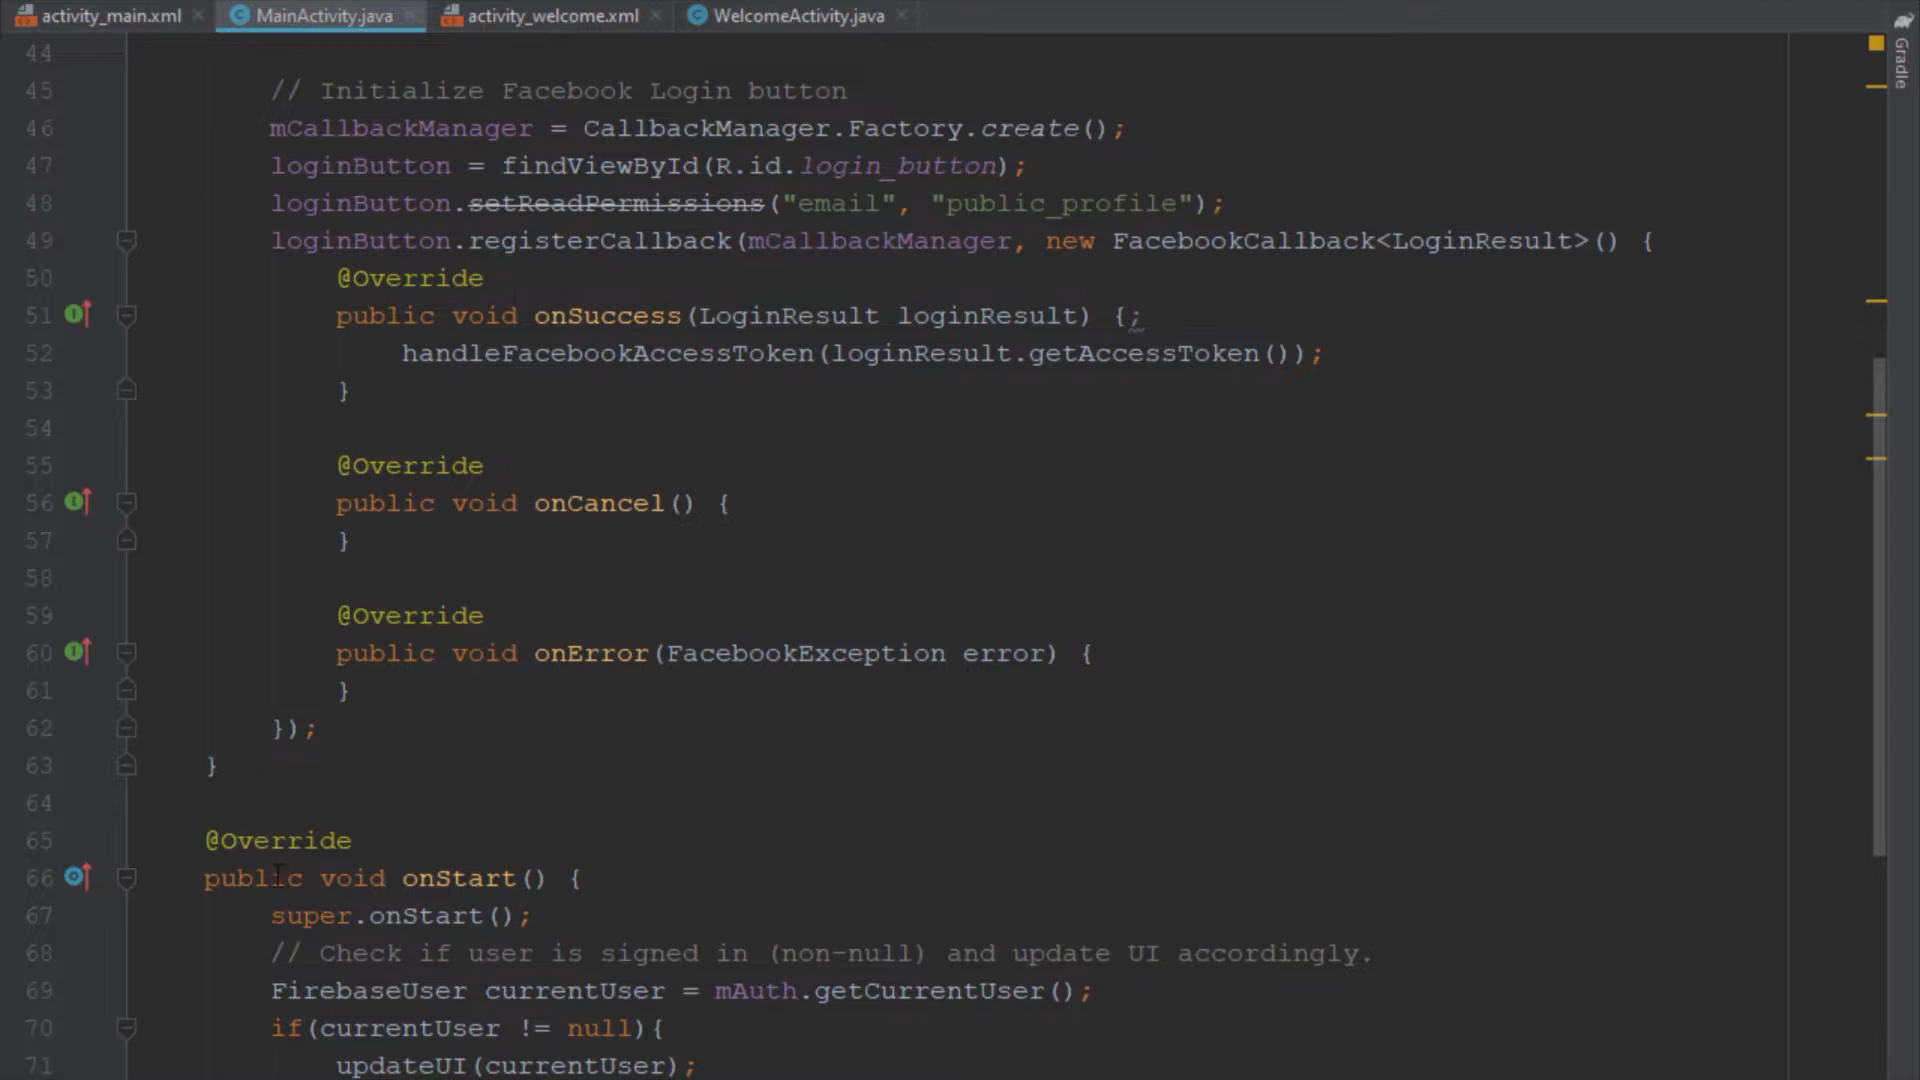 activity_main.xml MainActivity.java activity_welcome.xml WelcomeActivity.java
Gradle
44
45 // Initialize Facebook Login button
46 mCallbackManager = CallbackManager.Factory.create();
47 loginButton = findViewById(R.id.login_button);
48 loginButton.setReadPermissions("email", "public_profile");
49 loginButton.registerCallback(mCallbackManager, new FacebookCallback<LoginResult>() {
50 @Override
51 public void onSuccess(LoginResult loginResult) {;
52 handleFacebookAccessToken(loginResult.getAccessToken());
53 }
54
55 @Override
56 public void onCancel() {
57 }
58
59 @Override
60 public void onError(FacebookException error) {
61 }
62 });
63 }
64
65 @Override
66 public void onStart() {
67 super.onStart();
68 // Check if user is signed in (non-null) and update UI accordingly.
69 FirebaseUser currentUser = mAuth.getCurrentUser();
70 if(currentUser != null){
71 updateUI(currentUser);